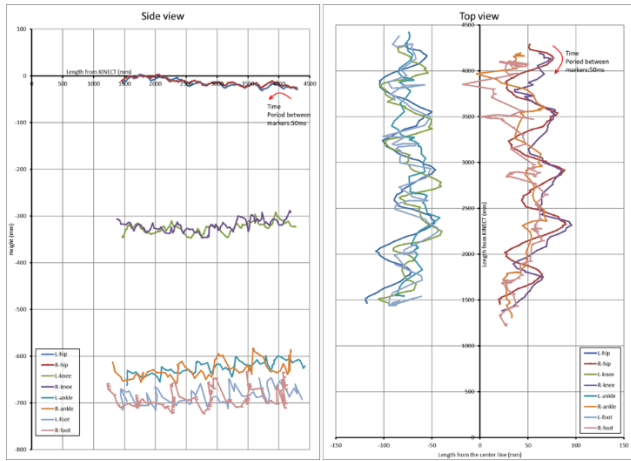 Side view
100
0
-100
-200
-300
-400
-500
-600
-700
-800
Height (mm)
Length from KINECT (mm)
500
1000
1500
2000
2500
3000
3500
4000
4500
Time
Period between
markers:50ms
L-hip
R-hip
L-knee
R-knee
L-ankle
R-ankle
L-foot
R-foot
Top view
4500
4000
3500
3000
2500
2000
1500
1000
500
0
Length from KINECT (mm)
Time
Period between
markers:50ms
L-hip
R-hip
L-knee
R-knee
L-ankle
R-ankle
L-foot
R-foot
-150
-100
-50
0
50
100
150
Length from the center line (mm)